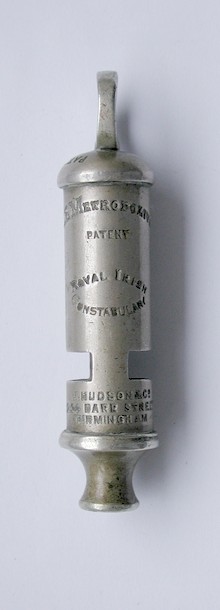 METROPOLITAN
PATENT
ROYAL IRISH
CONSTABULARY
HUDSON & Co
BARR STREET
BIRMINGHAM